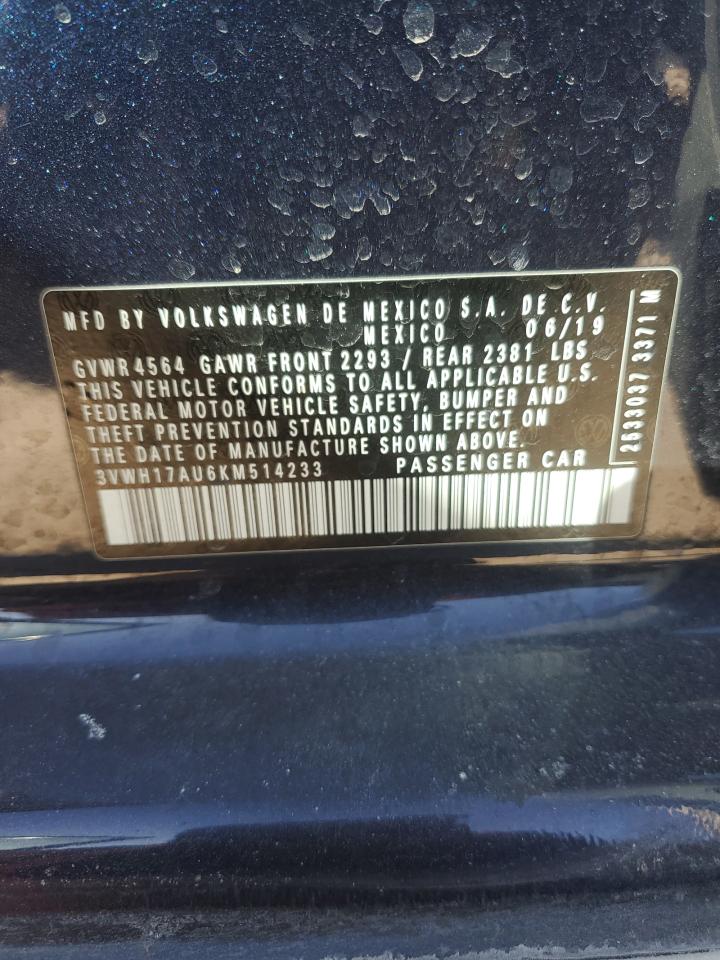 MFD BY VOLKSWAGEN DE MEXICO S.A. DE C.V.
MEXICO 06/19
GVWR 4564 GAWR FRONT 2293 / REAR 2381 LBS
THIS VEHICLE CONFORMS TO ALL APPLICABLE U.S.
FEDERAL MOTOR VEHICLE SAFETY, BUMPER AND
THEFT PREVENTION STANDARDS IN EFFECT ON
THE DATE OF MANUFACTURE SHOWN ABOVE.
3VWH17AU6KM514233 PASSENGER CAR
2533037 3371 M